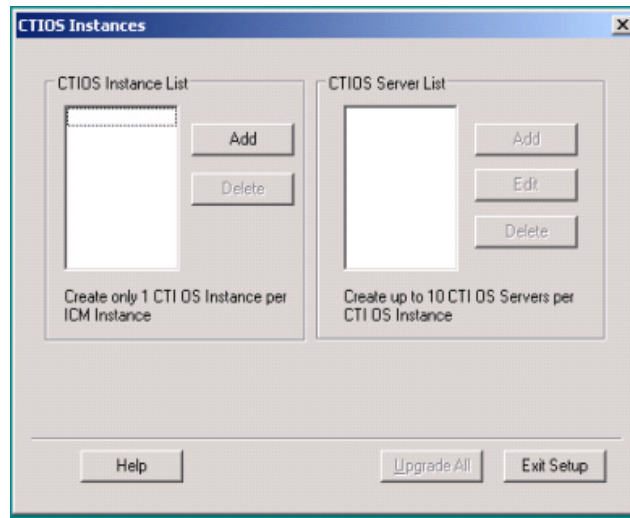 CTIOS Instances
CTIOS Instance List
Add
Delete
Create only 1 CTI OS Instance per
ICM Instance
CTIOS Server List
Add
Edit
Delete
Create up to 10 CTI OS Servers per
CTI OS Instance
Help
Upgrade All
Exit Setup